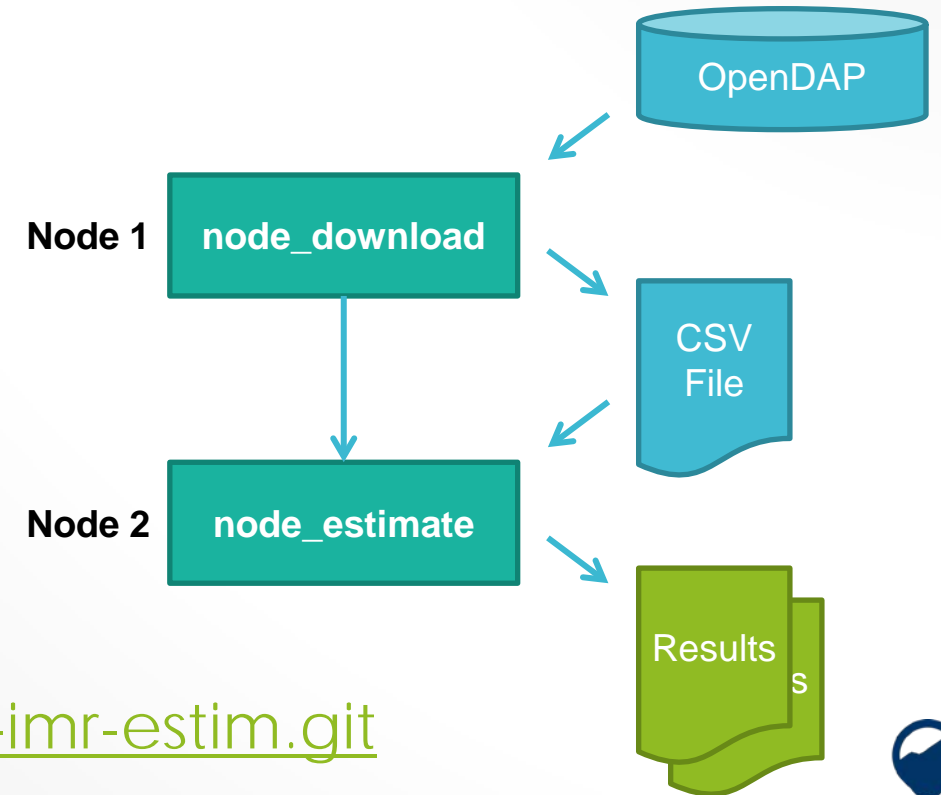 OpenDAP
Node 1
node_download
CSV
File
Node 2
node_estimate
Results
s
-imr-estim.git